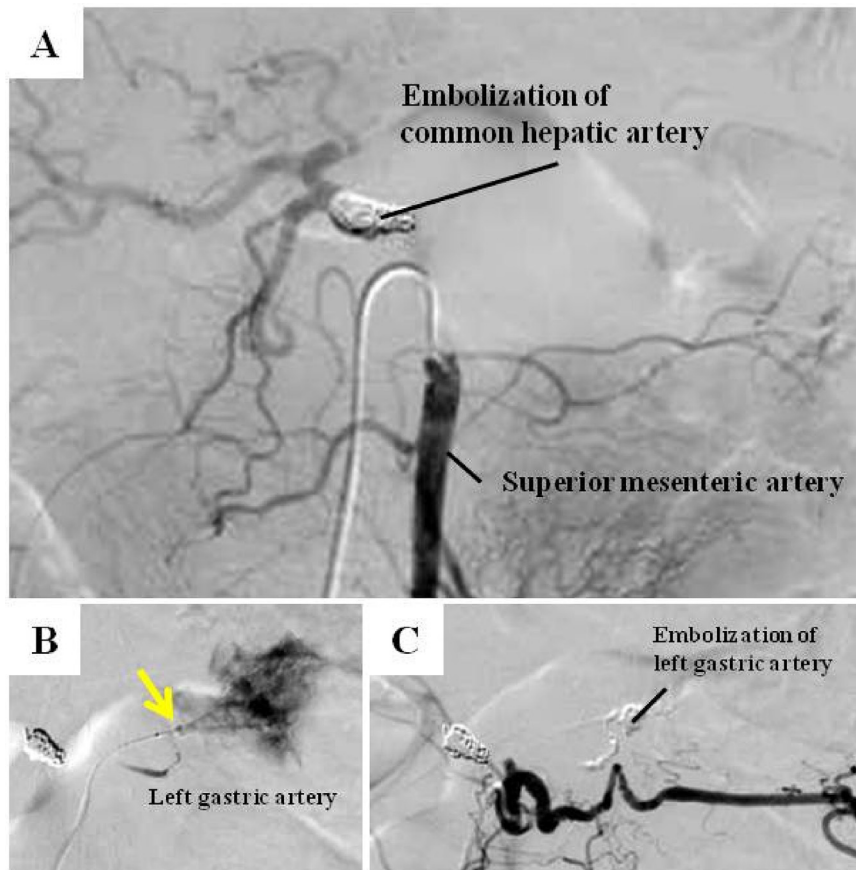 A
Embolization of
common hepatic artery
Superior mesenteric artery
B
Left gastric artery
C
Embolization of
left gastric artery